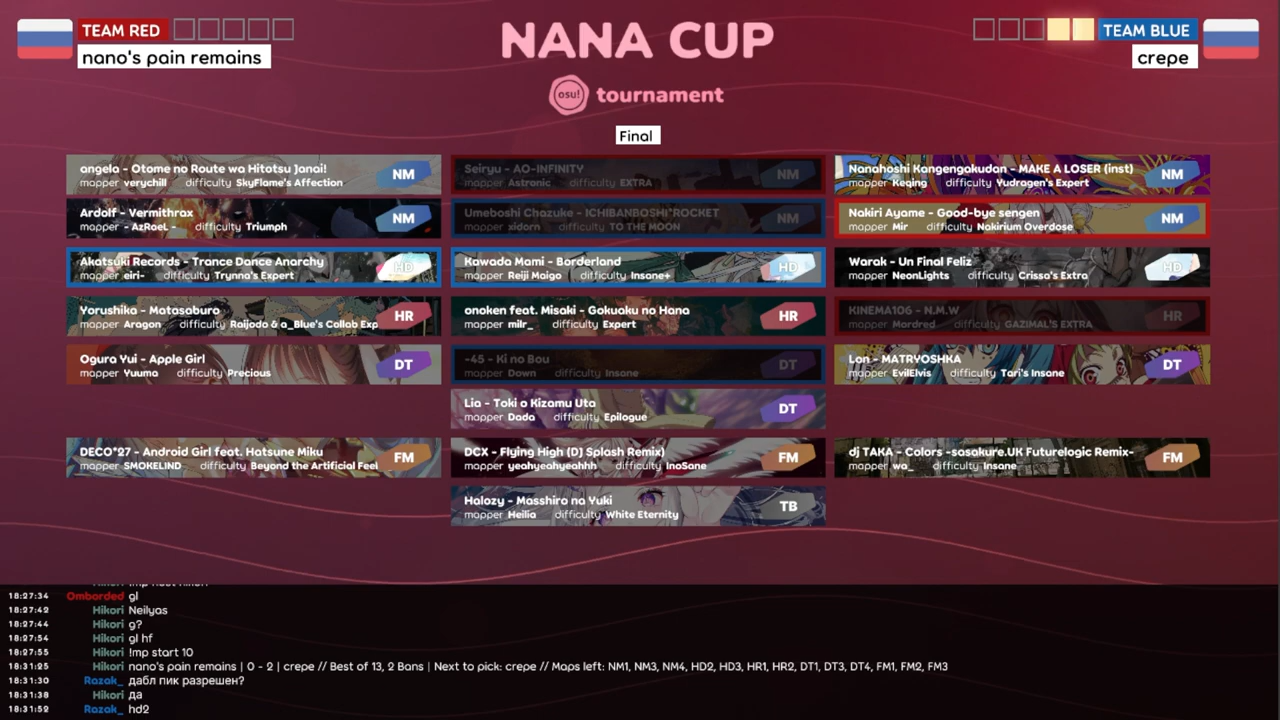 TEAM RED
nano's pain remains
NANA CUP
osu! tournament
TEAM BLUE
crepe
Final
angela - Otome no Route wa Hitotsu Janai!
mapper verychill difficulty SkyFlame's Affection
NM
Seiryu - AO-INFINITY
mapper Astronic difficulty EXTRA
NM
Nanahoshi Kangengakudan - MAKE A LOSER (inst)
mapper Keqing difficulty Yudragen's Expert
NM
Ardolf - Vermithrax
mapper - AzRaeL - difficulty Triumph
NM
Umeboshi Chazuke - ICHIBANBOSHI*ROCKET
mapper xidorn difficulty TO THE MOON
NM
Nakiri Ayame - Good-bye sengen
mapper Mir difficulty Nakirium Overdose
NM
Akatsuki Records - Trance Dance Anarchy
mapper eiri- difficulty Trynna's Expert
HD
Kawada Mami - Borderland
mapper Reiji Maigo difficulty Insane+
HD
Warak - Un Final Feliz
mapper NeonLights difficulty Crissa's Extra
HD
Yorushika - Matasaburo
mapper Aragon difficulty Raijodo & a_Blue's Collab Exp
HR
onoken feat. Misaki - Gokuaku no Hana
mapper milr_ difficulty Expert
HR
KINEMA106 - N.M.W
mapper Mordred difficulty GAZIMAL'S EXTRA
HR
Ogura Yui - Apple Girl
mapper Yuuma difficulty Precious
DT
-45 - Ki no Bou
mapper Down difficulty Insane
DT
Lon - MATRYOSHKA
mapper EvilElvis difficulty Tari's Insane
DT
Lia - Toki o Kizamu Uta
mapper Dada difficulty Epilogue
DT
DECO*27 - Android Girl feat. Hatsune Miku
mapper SMOKELIND difficulty Beyond the Artificial Feel
FM
DCX - Flying High (DJ Splash Remix)
mapper yeahyeahyeahhh difficulty InoSane
FM
dj TAKA - Colors -sasakure.UK Futurelogic Remix-
mapper wa_ difficulty Insane
FM
Halozy - Masshiro na Yuki
mapper Heilia difficulty White Eternity
TB
18:27:34 Omborded gl
18:27:42 Hikori Neilyas
18:27:44 Hikori g?
18:27:54 Hikori gl hf
18:27:55 Hikori !mp start 10
18:31:25 Hikori nano's pain remains | 0 - 2 | crepe // Best of 13, 2 Bans | Next to pick: crepe // Maps left: NM1, NM3, NM4, HD2, HD3, HR1, HR2, DT1, DT3, DT4, FM1, FM2, FM3
18:31:30 Razak_ дабл пик разрешен?
18:31:38 Hikori да
18:31:52 Razak_ hd2